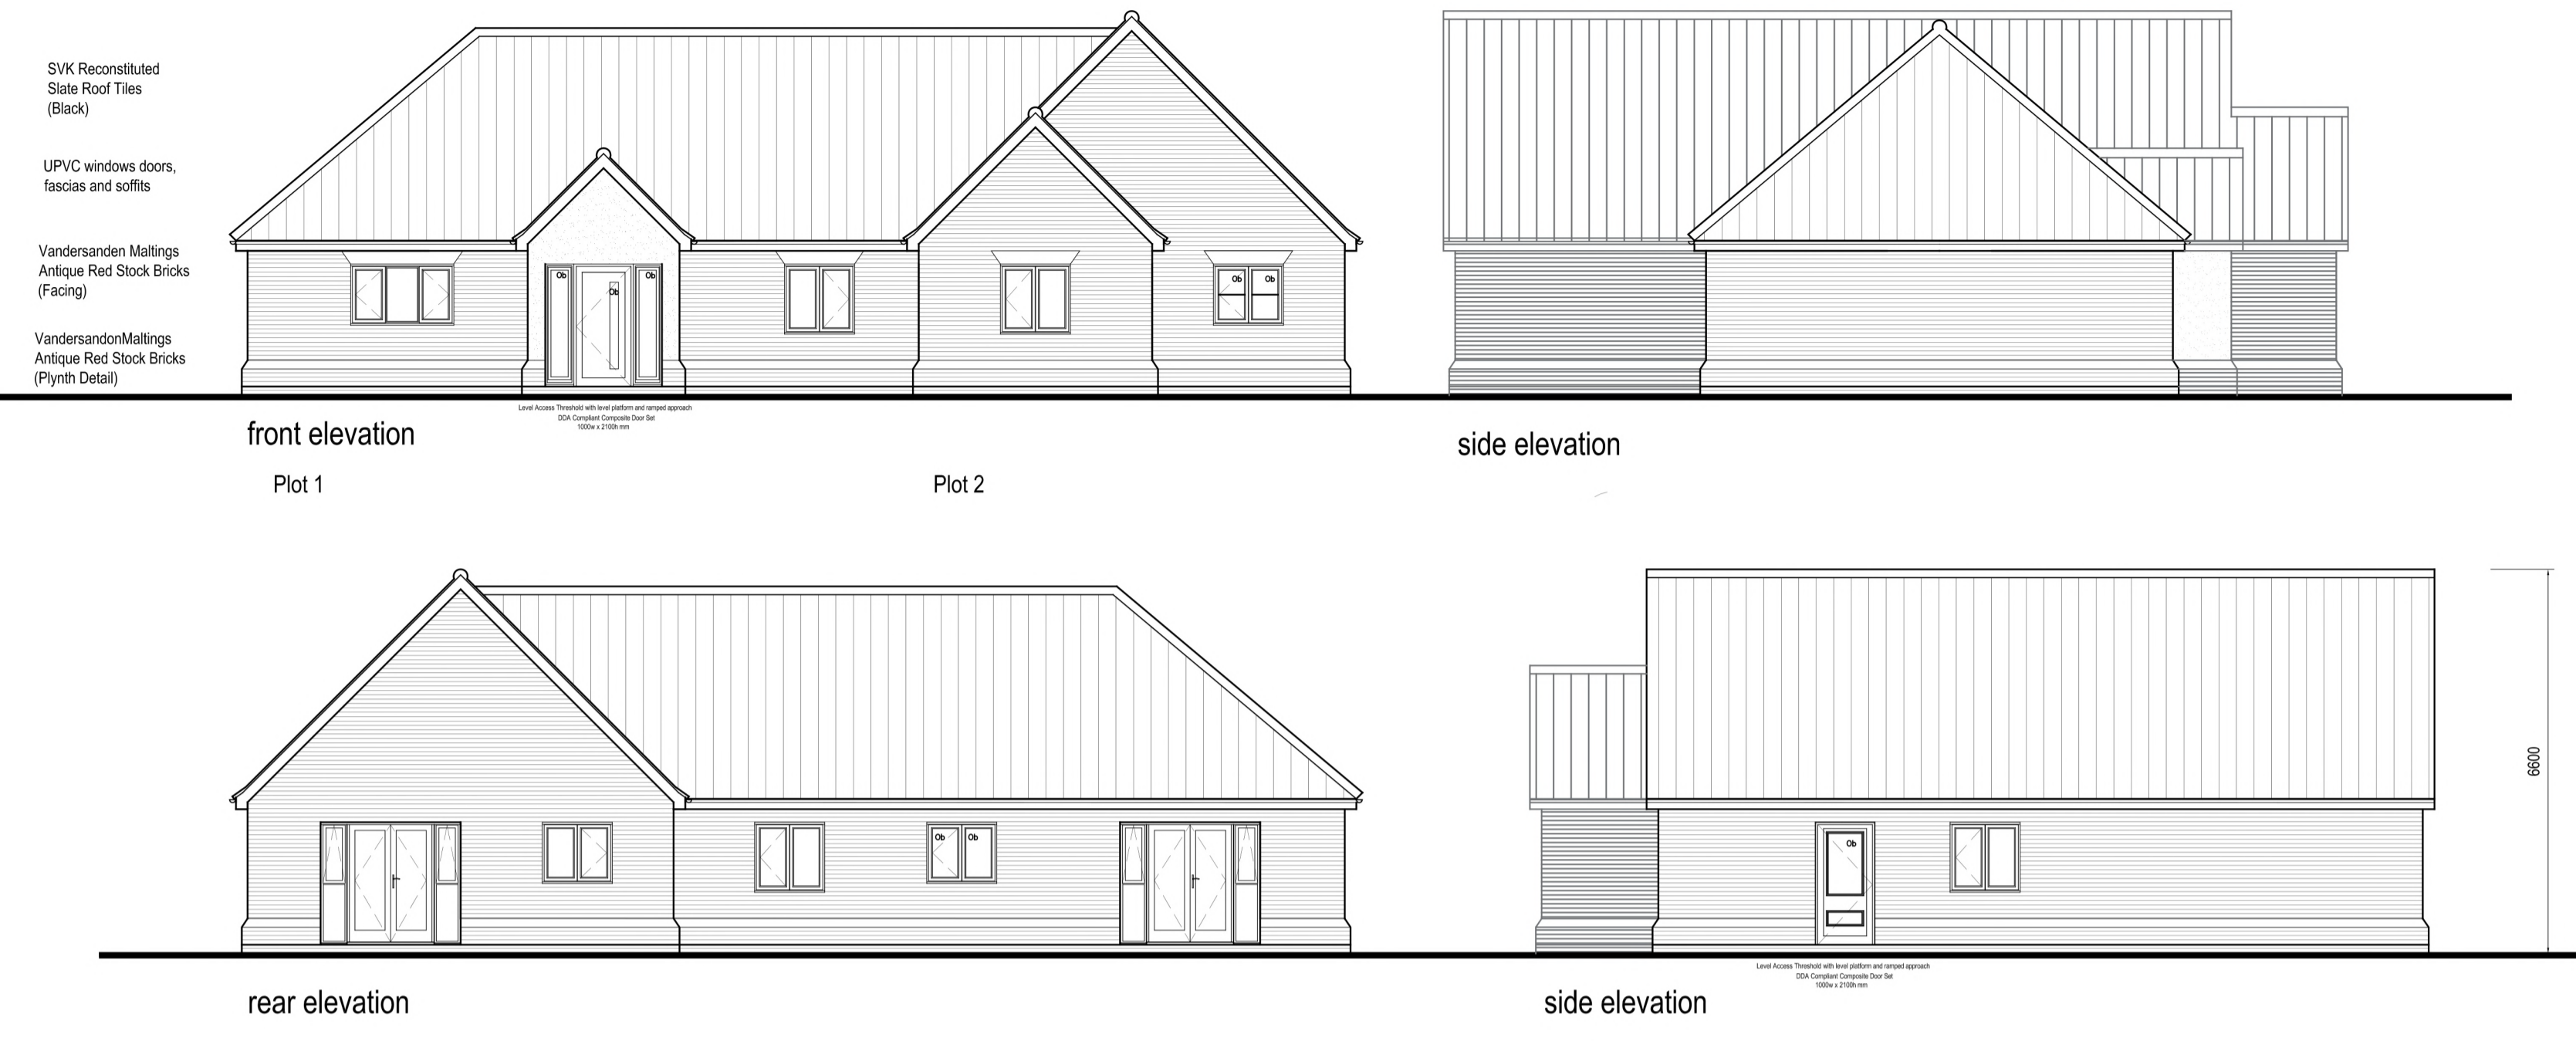 SVK Reconstituted
Slate Roof Tiles
(Black)
UPVC windows doors,
fascias and soffits
Vandersanden Maltings
Antique Red Stock Bricks
(Facing)
VandersandonMaltings
Antique Red Stock Bricks
(Plynth Detail)
Ob
Ob
Ob
Ob
Ob
Level Access Threshold with level platform and ramped approach
DDA Compliant Composite Door Set
1000w x 2100h mm
front elevation
side elevation
Plot 1
Plot 2
Ob
Ob
Ob
6600
Level Access Threshold with level platform and ramped approach
DDA Compliant Composite Door Set
1000w x 2100h mm
rear elevation
side elevation